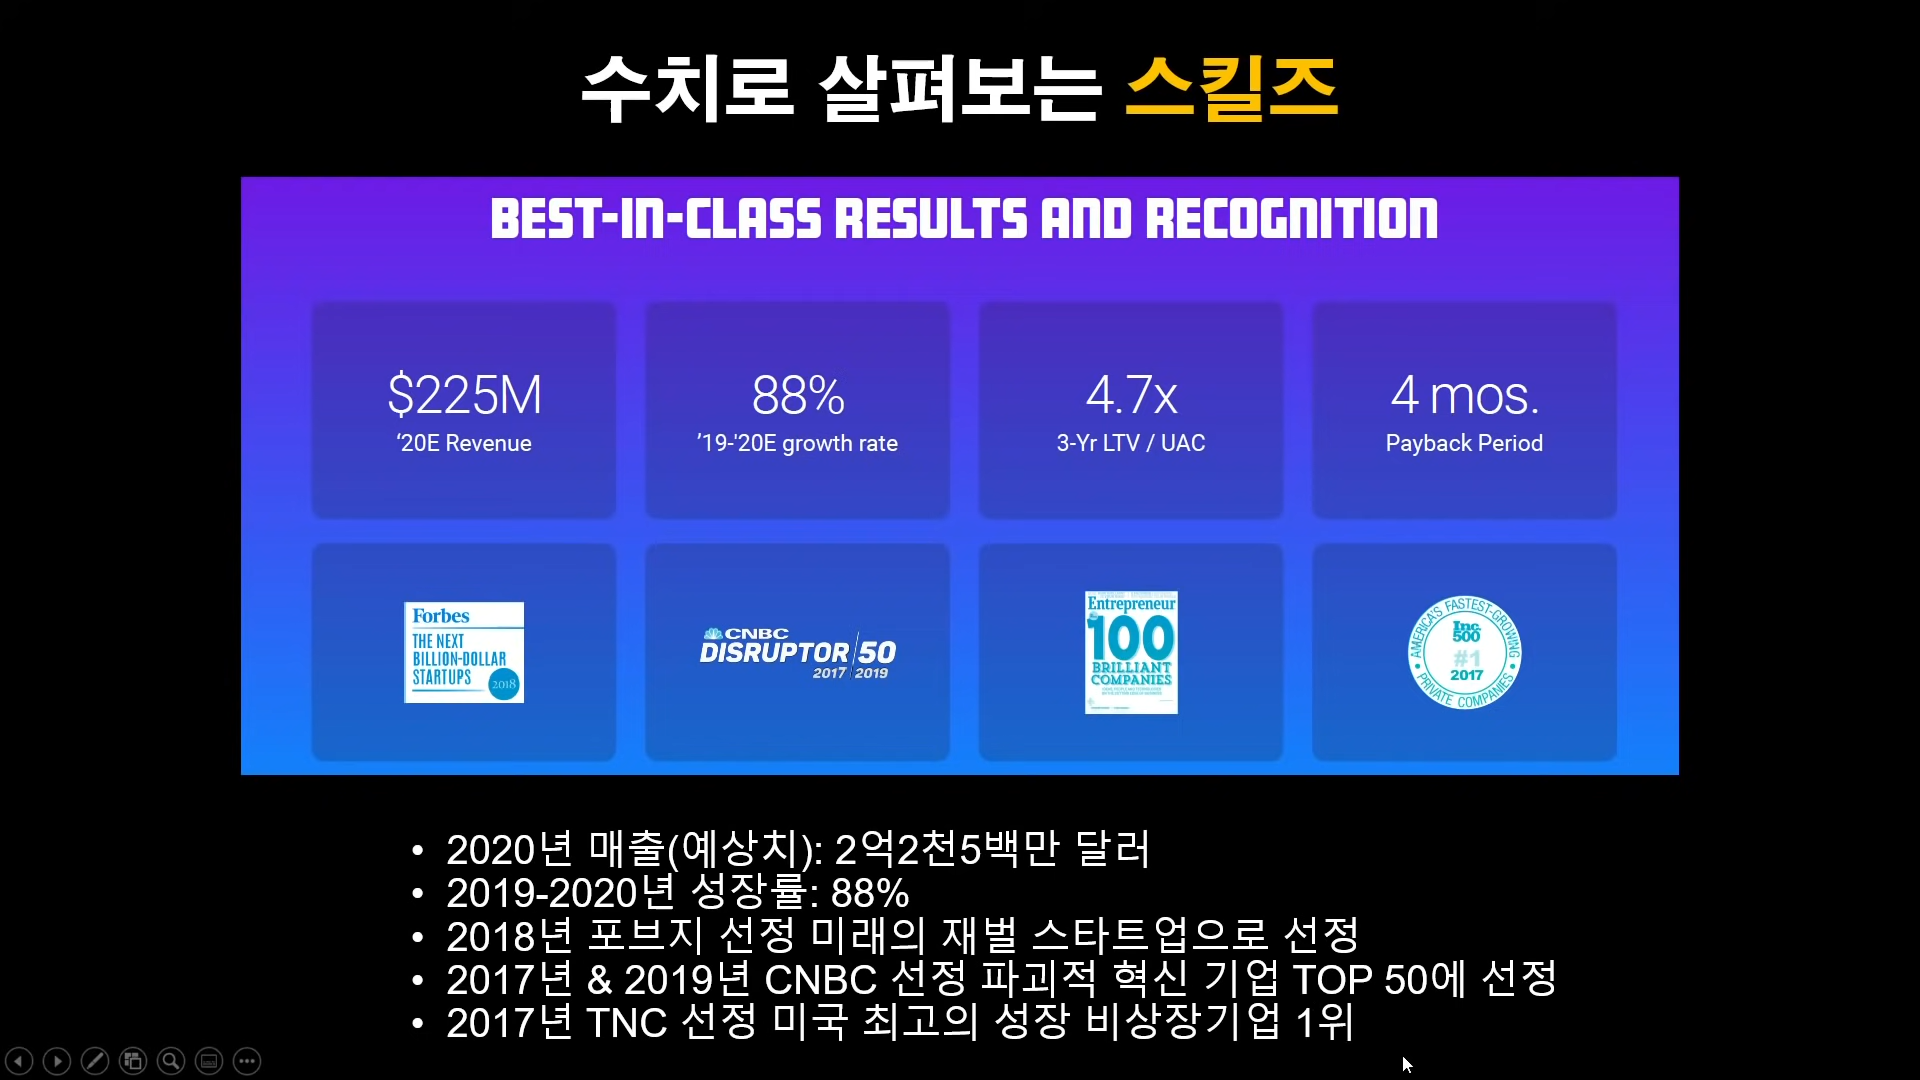 수치로 살펴보는 스킬즈
BEST-IN-CLASS RESULTS AND RECOGNITION
$225M
‘20E Revenue
88%
’19-'20E growth rate
4.7x
3-Yr LTV / UAC
4 mos.
Payback Period
Forbes
THE NEXT
BILLION-DOLLAR
STARTUPS
2018
CNBC
DISRUPTOR/50
2017 2019
Entrepreneur
100
BRILLIANT
COMPANIES
AMERICA'S FASTEST-GROWING
Inc.
500
#1
2017
PRIVATE COMPANIES
• 2020년 매출(예상치): 2억2천5백만 달러
• 2019-2020년 성장률: 88%
• 2018년 포브지 선정 미래의 재벌 스타트업으로 선정
• 2017년 & 2019년 CNBC 선정 파괴적 혁신 기업 TOP 50에 선정
• 2017년 TNC 선정 미국 최고의 성장 비상장기업 1위